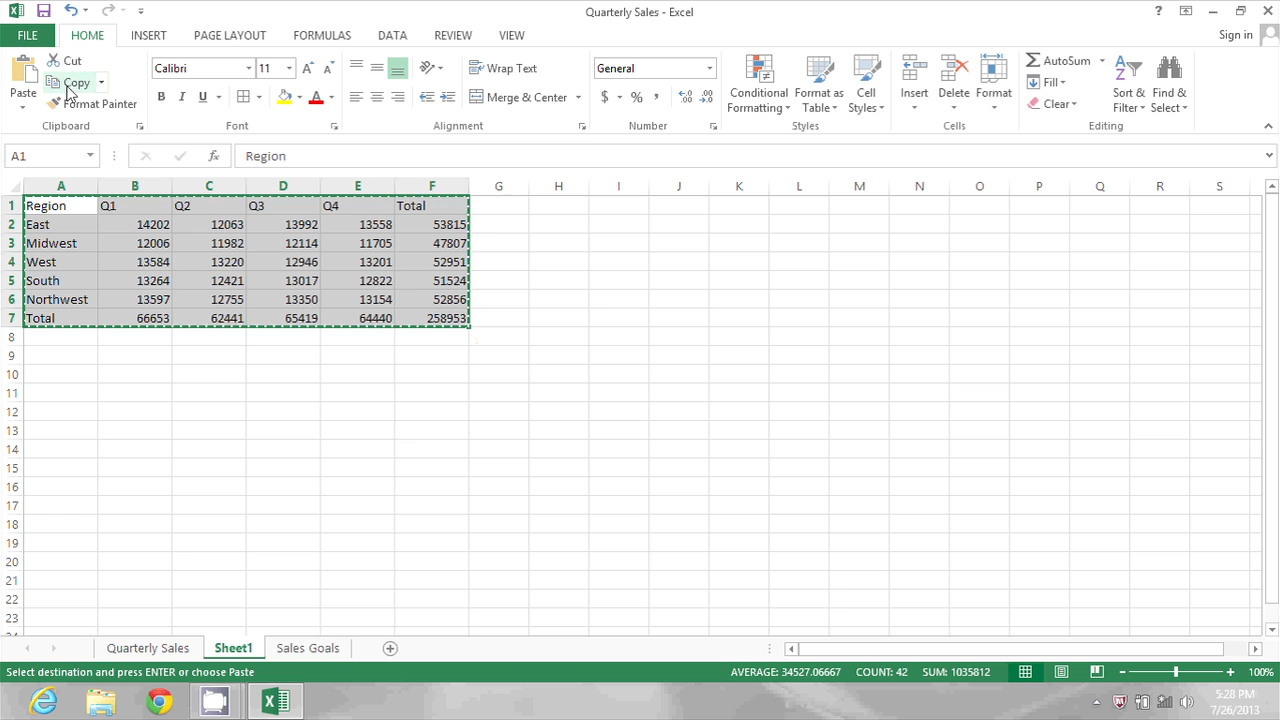 Quarterly Sales - Excel
? 
FILE HOME INSERT PAGE LAYOUT FORMULAS DATA REVIEW VIEW Sign in
Paste
Cut
Copy
Format Painter
Clipboard
Calibri 11
B I U
Font
Wrap Text
Merge & Center
Alignment
General
$ % ,
Number
Conditional Formatting
Format as Table
Cell Styles
Styles
Insert
Delete
Format
Cells
AutoSum
Fill
Clear
Sort & Filter
Find & Select
Editing
A1 fx Region
A B C D E F G H I J K L M N O P Q R S
1 Region Q1 Q2 Q3 Q4 Total
2 East 14202 12063 13992 13558 53815
3 Midwest 12006 11982 12114 11705 47807
4 West 13584 13220 12946 13201 52951
5 South 13264 12421 13017 12822 51524
6 Northwest 13597 12755 13350 13154 52856
7 Total 66653 62441 65419 64440 258953
8
9
10
11
12
13
14
15
16
17
18
19
20
21
22
23
Quarterly Sales Sheet1 Sales Goals
Select destination and press ENTER or choose Paste AVERAGE: 34527.06667 COUNT: 42 SUM: 1035812 100%
5:28 PM
7/26/2013